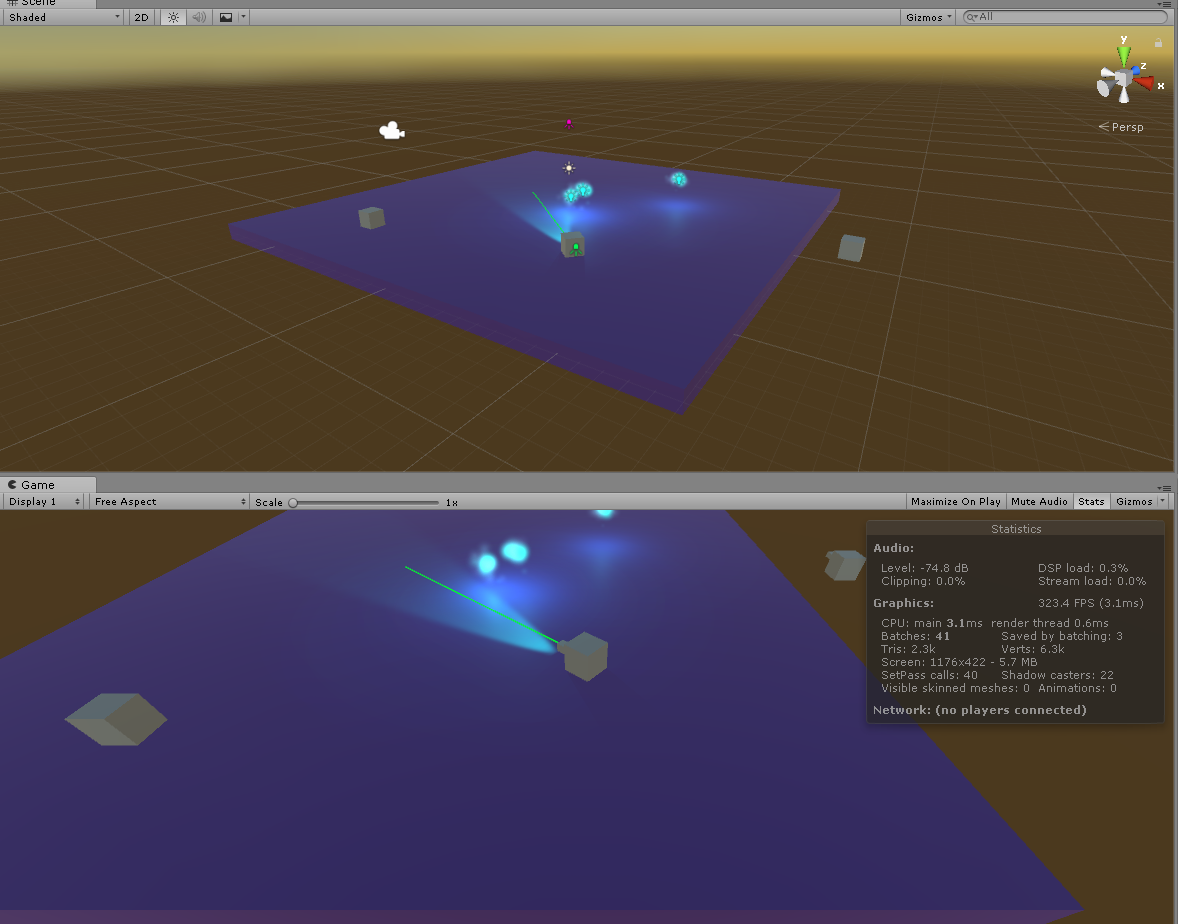 Scene
Shaded 2D Gizmos All
y
z
x
Persp
Game
Display 1 Free Aspect Scale 1x Maximize On Play Mute Audio Stats Gizmos
Statistics
Audio:
Level: -74.8 dB DSP load: 0.3%
Clipping: 0.0% Stream load: 0.0%
Graphics: 323.4 FPS (3.1ms)
CPU: main 3.1ms render thread 0.6ms
Batches: 41 Saved by batching: 3
Tris: 2.3k Verts: 6.3k
Screen: 1176x422 - 5.7 MB
SetPass calls: 40 Shadow casters: 22
Visible skinned meshes: 0 Animations: 0
Network: (no players connected)